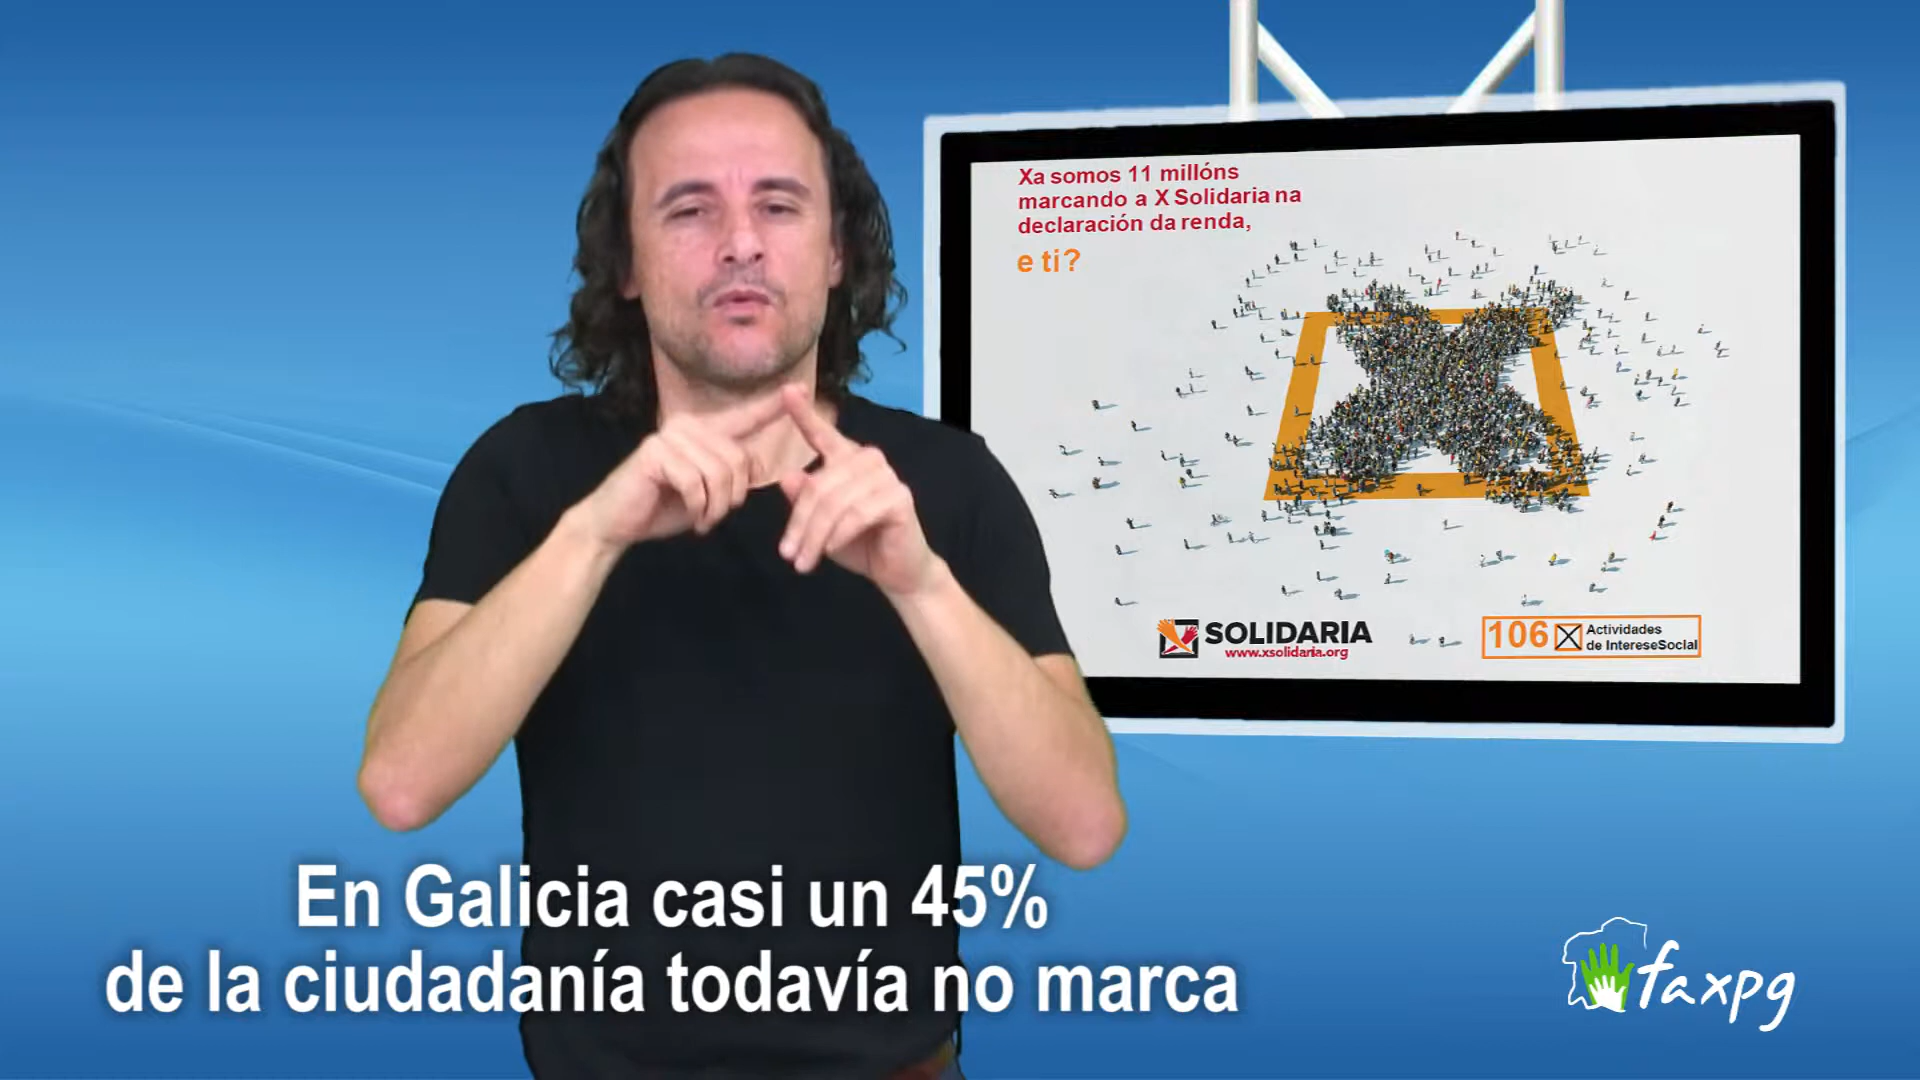 Xa somos 11 millóns
marcando a X Solidaria na
declaración da renda,
e ti?
SOLIDARIA
www.xsolidaria.org
106
Actividades
de IntereseSocial
En Galicia casi un 45%
de la ciudadanía todavía no marca
faxpg